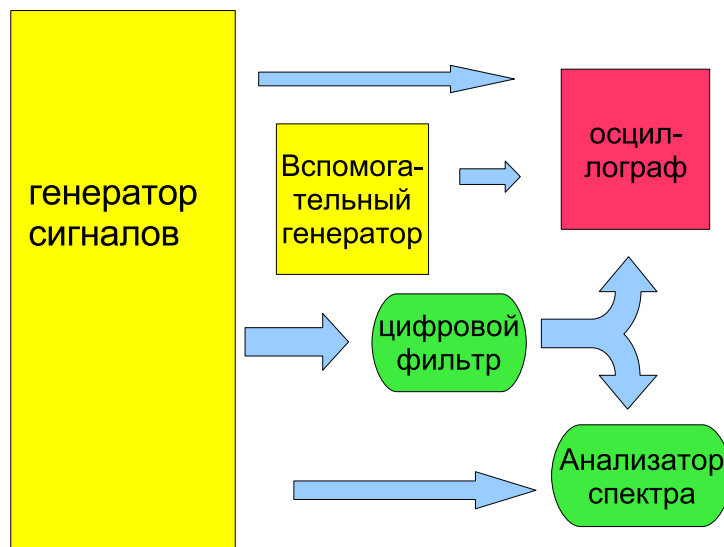 генератор
сигналов
Вспомога-
тельный
генератор
осцил-
лограф
цифровой
фильтр
Анализатор
спектра